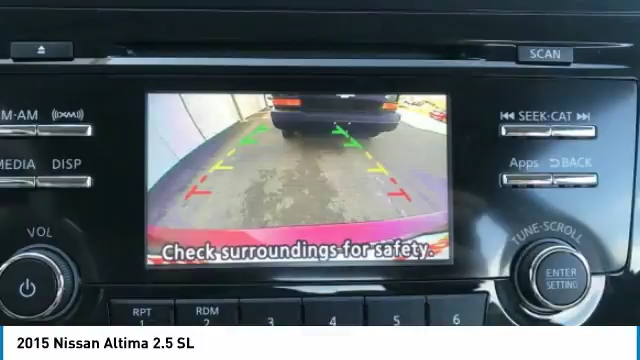 SCAN
M·AM ((XM))
SEEK·CAT
MEDIA DISP
Apps BACK
VOL
TUNE·SCROLL
ENTER
SETTING
Check surroundings for safety.
RPT RDM
1 2 3 4 5 6
2015 Nissan Altima 2.5 SL